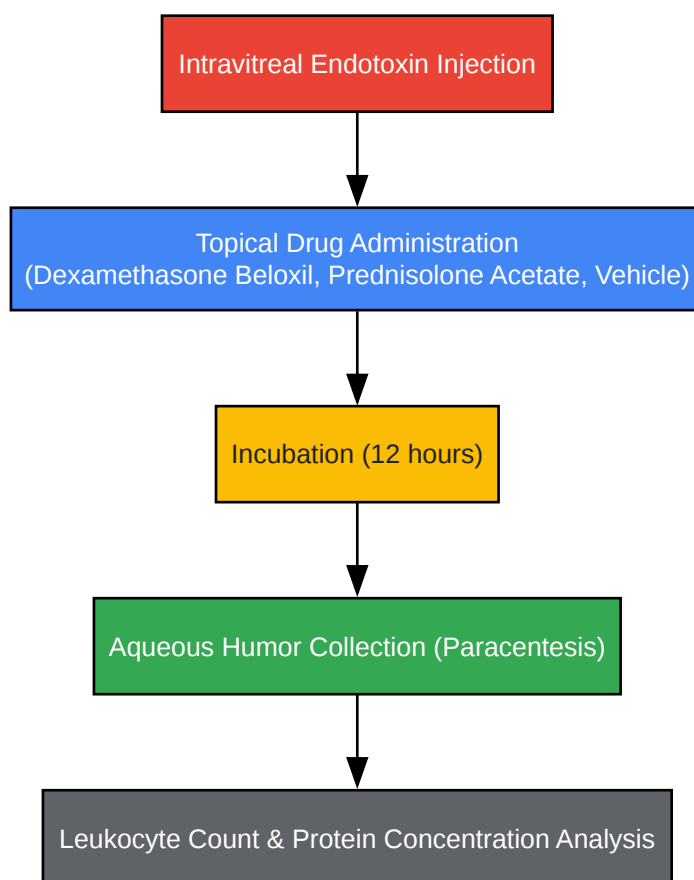 Intravitreal Endotoxin Injection
Topical Drug Administration
(Dexamethasone Beloxil, Prednisolone Acetate, Vehicle)
Incubation (12 hours)
Aqueous Humor Collection (Paracentesis)
Leukocyte Count & Protein Concentration Analysis